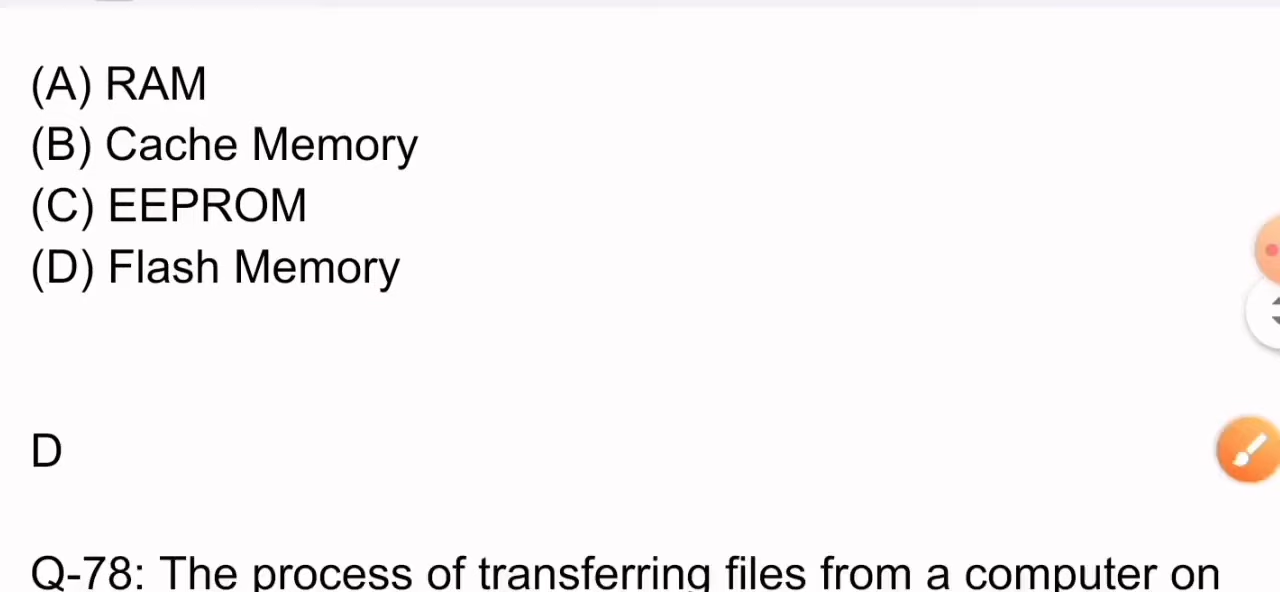 (A) RAM
(B) Cache Memory
(C) EEPROM
(D) Flash Memory
D
Q-78: The process of transferring files from a computer on